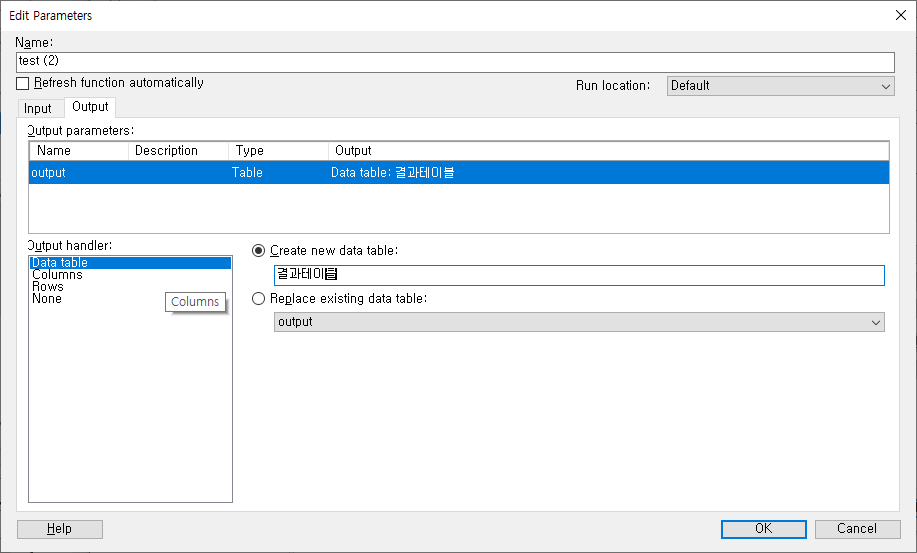 Edit Parameters
Name:
test (2)
Refresh function automatically
Run location: Default
Input Output
Output parameters:
Name Description Type Output
output Table Data table: 결과테이블
Output handler:
Data table
Columns
Rows
None
Columns
Create new data table:
결과테이블
Replace existing data table:
output
Help OK Cancel